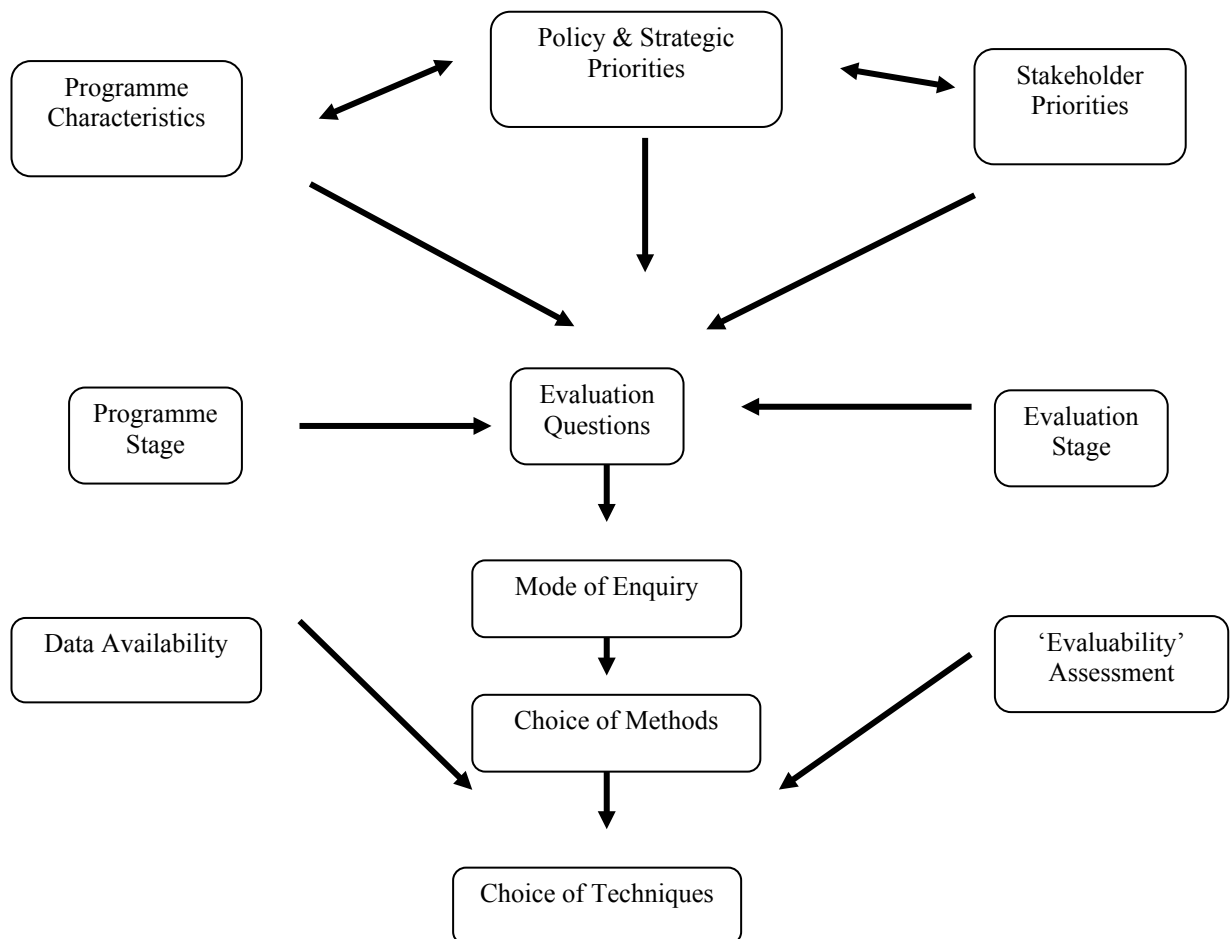 Policy & Strategic
Priorities
Programme
Characteristics
Stakeholder
Priorities
Evaluation
Questions
Programme
Stage
Evaluation
Stage
Mode of Enquiry
Data Availability
‘Evaluability’
Assessment
Choice of Methods
Choice of Techniques